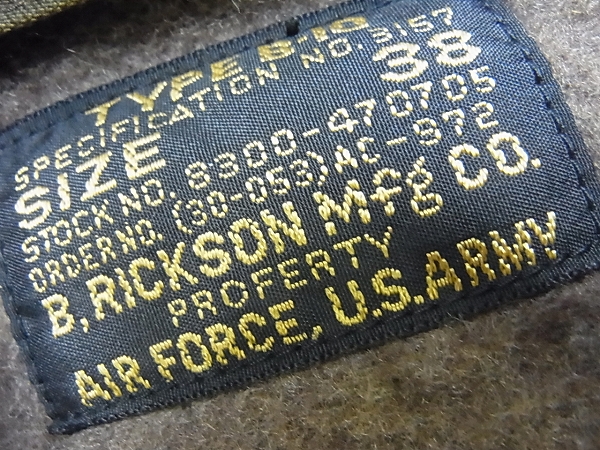 TYPE B-10
SPECIFICATION NO. 3157
SIZE 38
STOCK NO. 8300-470705
ORDER NO. (30-053) AC-972
B. RICKSON Mfg CO.
PROPERTY
AIR FORCE, U.S. ARMY